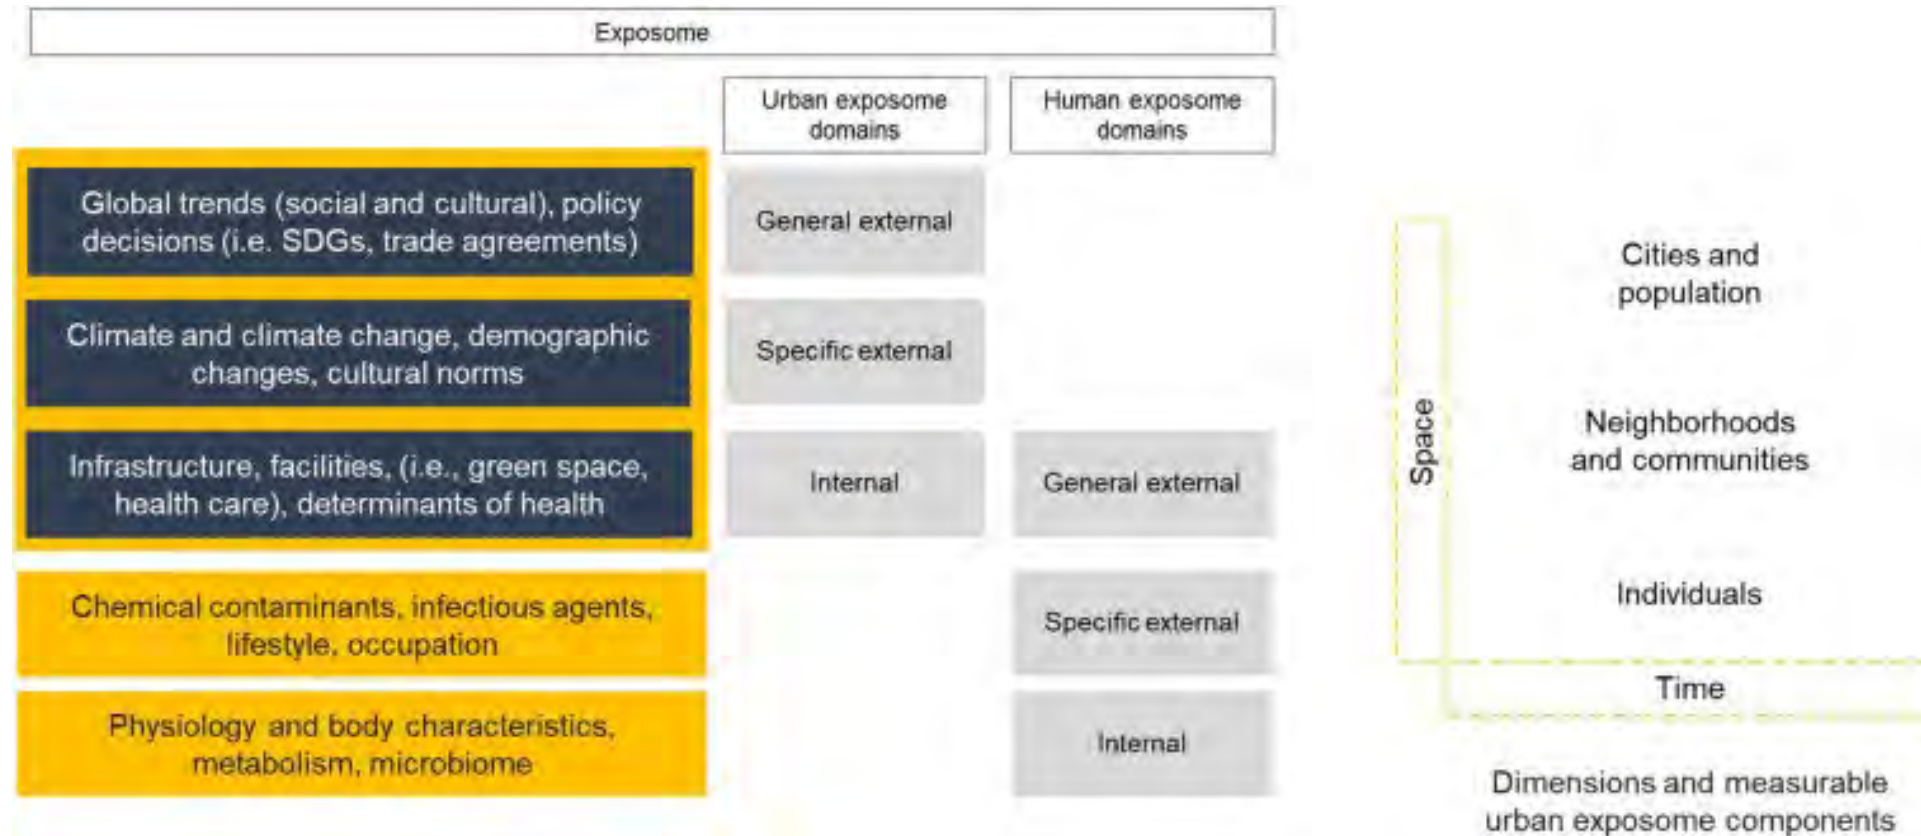 Exposome
Urban exposome
domains
Human exposome
domains
Global trends (social and cultural), policy
decisions (i.e. SDGs, trade agreements)
General external
Climate and climate change, demographic
changes, cultural norms
Specific external
Infrastructure, facilities, (i.e., green space,
health care), determinants of health
Internal
General external
Chemical contaminants, infectious agents,
lifestyle, occupation
Specific external
Physiology and body characteristics,
metabolism, microbiome
Internal
Space
Cities and
population
Neighborhoods
and communities
Individuals
Time
Dimensions and measurable
urban exposome components